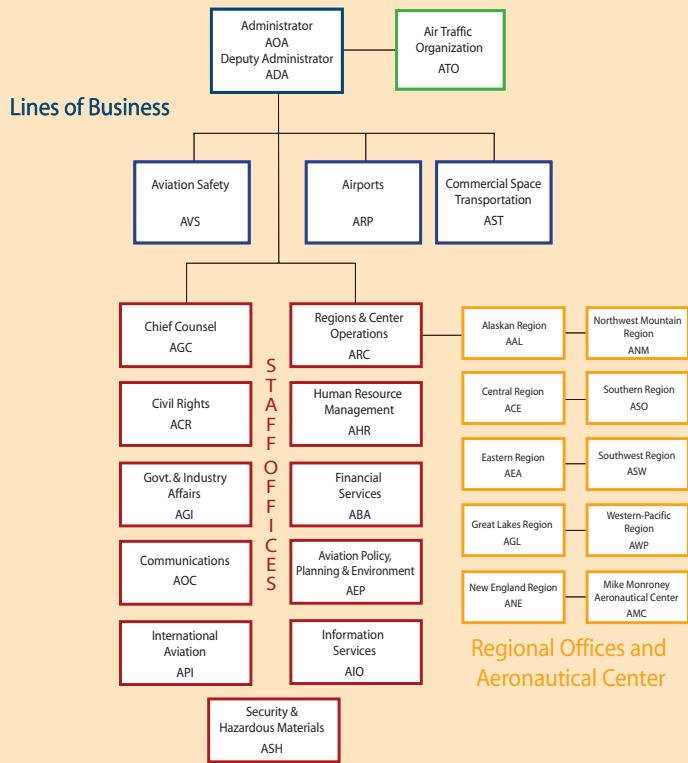 Administrator
AOA
Deputy Administrator
ADA
Air Traffic
Organization
ATO
Lines of Business
Aviation Safety
AVS
Airports
ARP
Commercial Space
Transportation
AST
Chief Counsel
AGC
Civil Rights
ACR
Govt. & Industry
Affairs
AGI
Communications
AOC
International
Aviation
API
STAFF OFFICES
Regions & Center
Operations
ARC
Human Resource
Management
AHR
Financial
Services
ABA
Aviation Policy,
Planning & Environment
AEP
Information
Services
AIO
Security &
Hazardous Materials
ASH
Alaskan Region
AAL
Northwest Mountain
Region
ANM
Central Region
ACE
Southern Region
ASO
Eastern Region
AEA
Southwest Region
ASW
Great Lakes Region
AGL
Western-Pacific
Region
AWP
New England Region
ANE
Mike Monroney
Aeronautical Center
AMC
Regional Offices and
Aeronautical Center